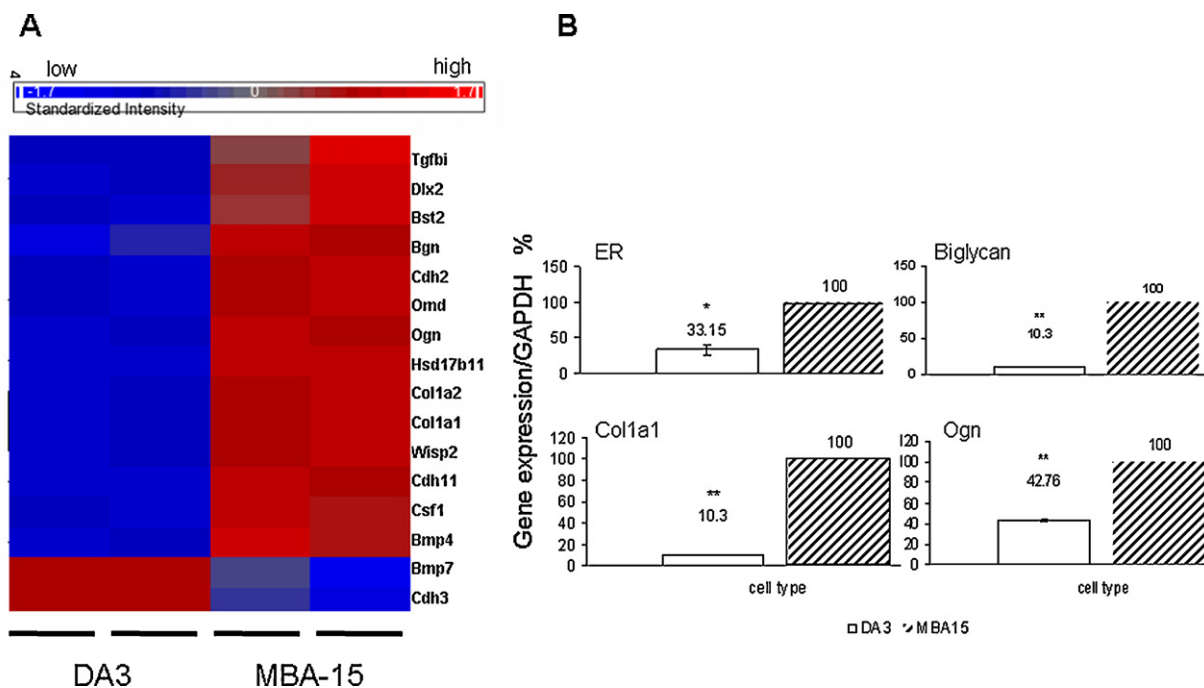 A
low high
4
-1.7 0 1.7
Standardized Intensity
Tgfbi
Dlx2
Bst2
Bgn
Cdh2
Omd
Ogn
Hsd17b11
Col1a2
Col1a1
Wisp2
Cdh11
Csf1
Bmp4
Bmp7
Cdh3
DA3 MBA-15
B
Gene expression/GAPDH %
ER
150
100
50
0
*
33.15
100
Biglycan
150
100
50
0
**
10.3
100
Col1a1
120
100
80
60
40
20
0
**
10.3
100
cell type
Ogn
120
100
80
60
40
20
0
**
42.76
100
cell type
DA3 MBA15